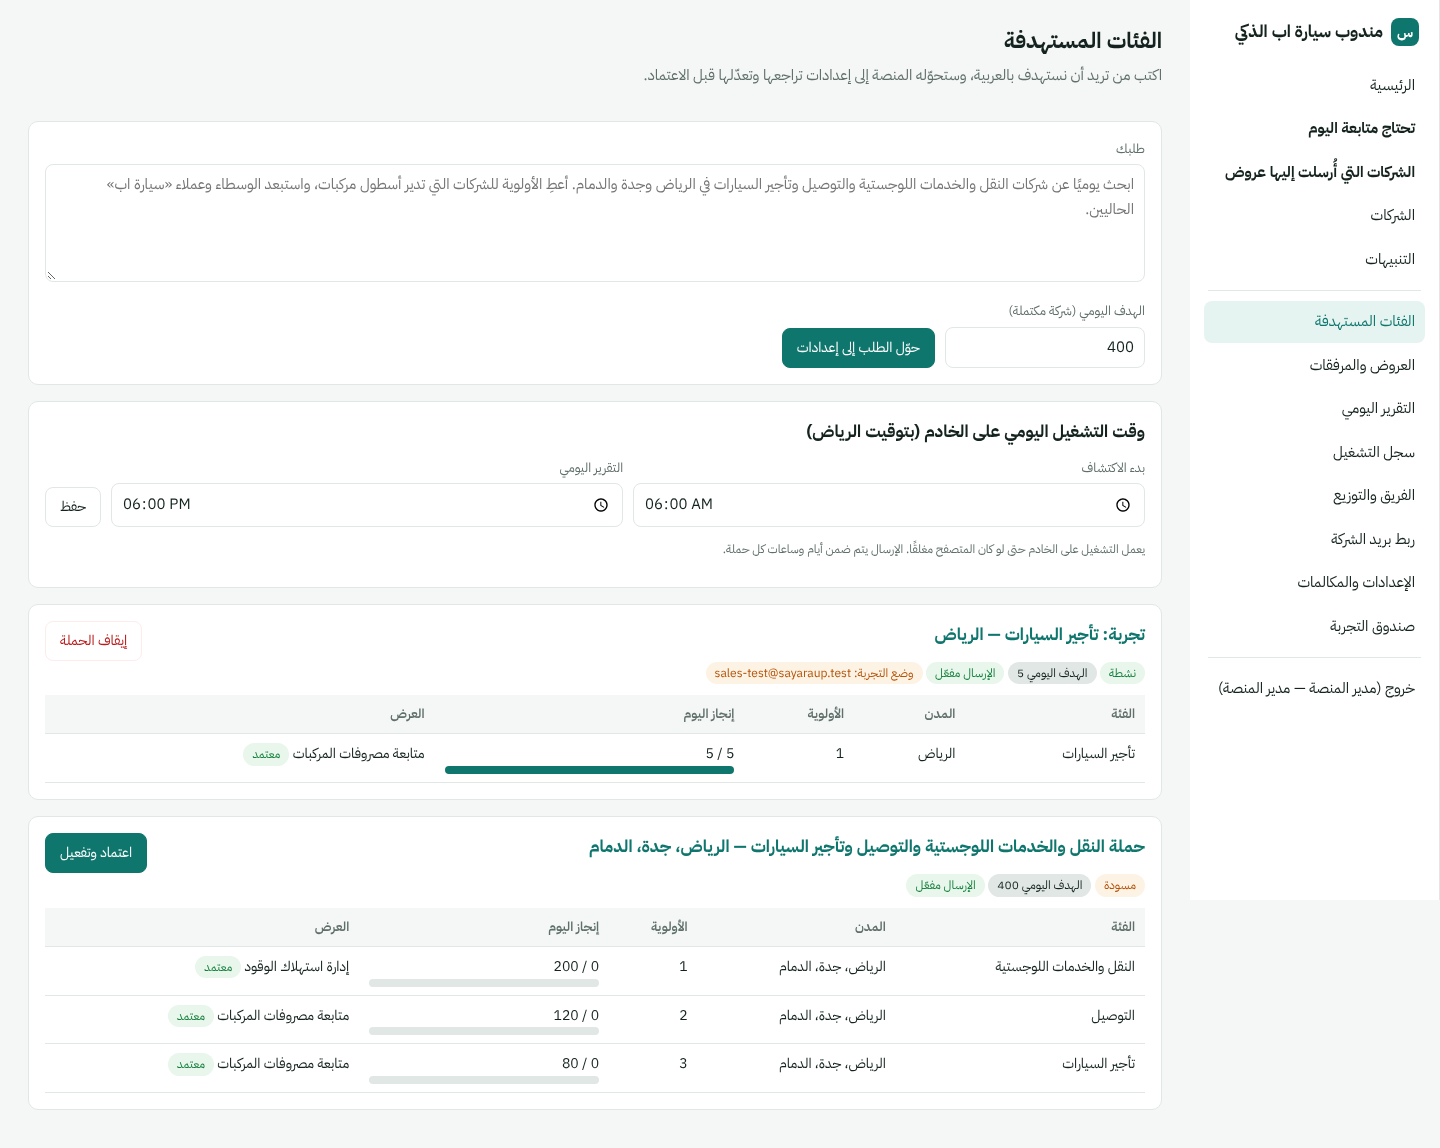 مندوب سيارة اب الذكي
س
الرئيسية
تحتاج متابعة اليوم
الشركات التي أُرسلت إليها عروض
الشركات
التنبيهات
الفئات المستهدفة
العروض والمرفقات
التقرير اليومي
سجل التشغيل
الفريق والتوزيع
ربط بريد الشركة
الإعدادات والمكالمات
صندوق التجربة
خروج (مدير المنصة — مدير المنصة)
الفئات المستهدفة
اكتب من تريد أن نستهدف بالعربية، وستحوّله المنصة إلى إعدادات تراجعها وتعدّلها قبل الاعتماد.
طلبك
ابحث يوميًا عن شركات النقل والخدمات اللوجستية والتوصيل وتأجير السيارات في الرياض وجدة والدمام. أعطِ الأولوية للشركات التي تدير أسطول مركبات، واستبعد الوسطاء وعملاء «سيارة اب»
الحاليين.
الهدف اليومي (شركة مكتملة)
400
حوّل الطلب إلى إعدادات
وقت التشغيل اليومي على الخادم (بتوقيت الرياض)
بدء الاكتشاف
06:00 AM
التقرير اليومي
06:00 PM
حفظ
يعمل التشغيل على الخادم حتى لو كان المتصفح مغلقًا. الإرسال يتم ضمن أيام وساعات كل حملة.
تجربة: تأجير السيارات — الرياض
إيقاف الحملة
نشطة الهدف اليومي 5 الإرسال مفعّل وضع التجربة: sales-test@sayaraup.test
الفئة المدن الأولوية إنجاز اليوم العرض
تأجير السيارات الرياض 1 5 / 5 متابعة مصروفات المركبات معتمد
حملة النقل والخدمات اللوجستية والتوصيل وتأجير السيارات — الرياض، جدة، الدمام
اعتماد وتفعيل
مسودة الهدف اليومي 400 الإرسال مفعّل
الفئة المدن الأولوية إنجاز اليوم العرض
النقل والخدمات اللوجستية الرياض، جدة، الدمام 1 0 / 200 إدارة استهلاك الوقود معتمد
التوصيل الرياض، جدة، الدمام 2 0 / 120 متابعة مصروفات المركبات معتمد
تأجير السيارات الرياض، جدة، الدمام 3 0 / 80 متابعة مصروفات المركبات معتمد